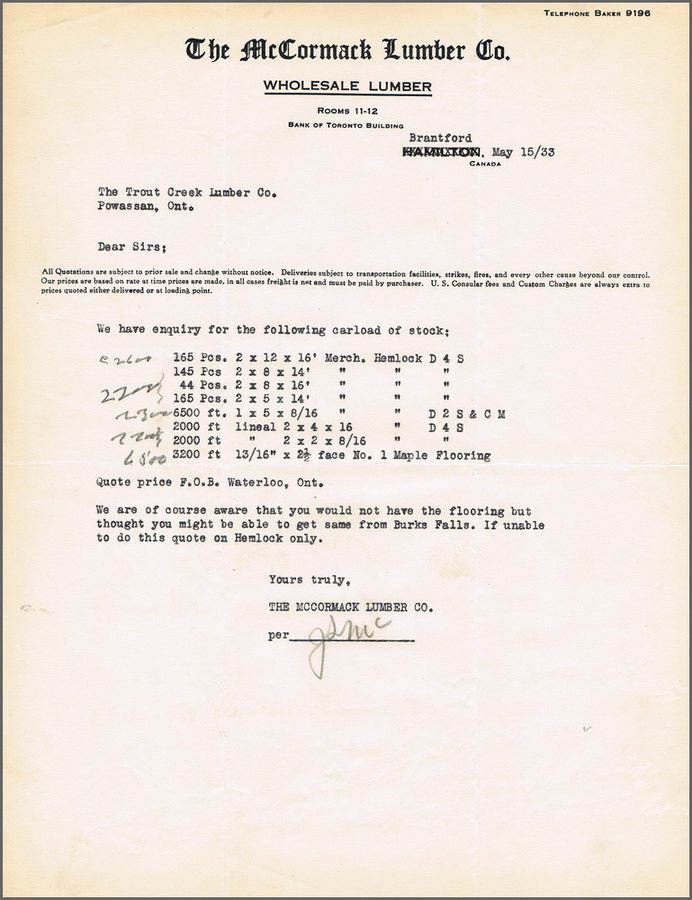 TELEPHONE BAKER 9196
The McCormack Lumber Co.
WHOLESALE LUMBER
ROOMS 11-12
BANK OF TORONTO BUILDING
Brantford
HAMILTON, May 15/33
CANADA
The Trout Creek Lumber Co.
Powassan, Ont.
Dear Sirs;
All Quotations are subject to prior sale and change without notice. Deliveries subject to transportation facilities, strikes, fires, and every other cause beyond our control.
Our prices are based on rate at time prices are made, in all cases freight is net and must be paid by purchaser. U. S. Consular fees and Custom Charges are always extra to
prices quoted either delivered or at loading point.
We have enquiry for the following carload of stock;
165 Pcs. 2 x 12 x 16' Merch. Hemlock D 4 S
145 Pcs 2 x 8 x 14' " " "
44 Pcs 2 x 8 x 16' " " "
165 Pcs 2 x 5 x 14' " " "
6500 ft. 1 x 5 x 8/16 " " D 2 S & C M
2000 ft lineal 2 x 4 x 16 " D 4 S
2000 ft " 2 x 2 x 8/16 " "
3200 ft 13/16" x 2½ face No. 1 Maple Flooring
Quote price F.O.B. Waterloo, Ont.
We are of course aware that you would not have the flooring but
thought you might be able to get same from Burks Falls. If unable
to do this quote on Hemlock only.
Yours truly,
THE MCCORMACK LUMBER CO.
per